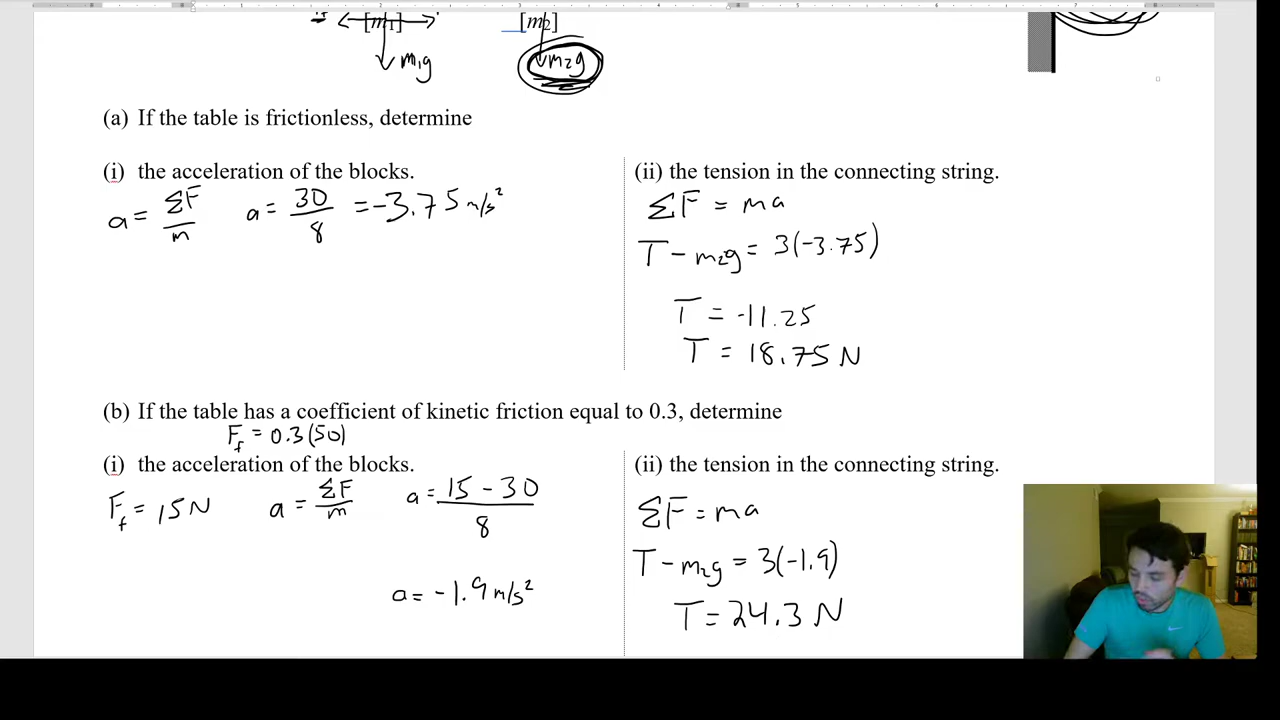 [m1] [m2]
m1g m2g
(a) If the table is frictionless, determine
(i) the acceleration of the blocks.
a = ΣF/m a = 30/8 = -3.75 m/s²
(ii) the tension in the connecting string.
ΣF = ma
T - m2g = 3(-3.75)
T = -11.25
T = 18.75 N
(b) If the table has a coefficient of kinetic friction equal to 0.3, determine
Ff = 0.3(50)
(i) the acceleration of the blocks.
Ff = 15N a = ΣF/m a = 15 - 30/8
a = -1.9 m/s²
(ii) the tension in the connecting string.
ΣF = ma
T - m2g = 3(-1.9)
T = 24.3 N